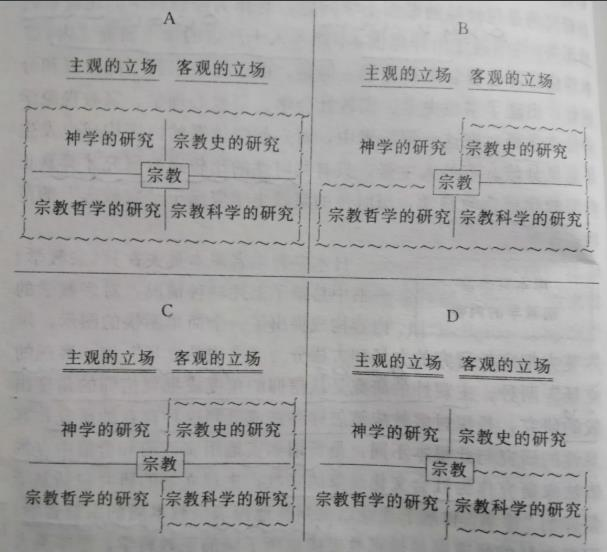 A
主观的立场 客观的立场
神学的研究 宗教史的研究
宗教
宗教哲学的研究 宗教科学的研究
B
主观的立场 客观的立场
神学的研究 宗教史的研究
宗教
宗教哲学的研究 宗教科学的研究
C
主观的立场 客观的立场
神学的研究 宗教史的研究
宗教
宗教哲学的研究 宗教科学的研究
D
主观的立场 客观的立场
神学的研究 宗教史的研究
宗教
宗教哲学的研究 宗教科学的研究